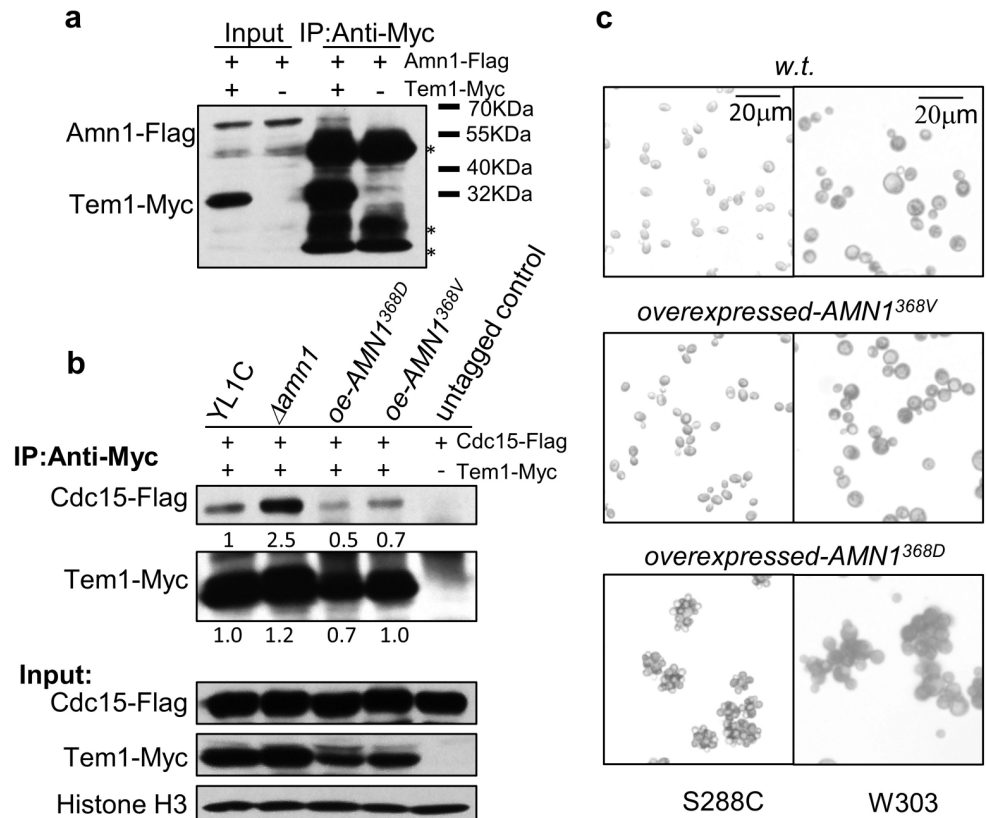 a
Input IP:Anti-Myc
+ + + + Amn1-Flag
+ - + - Tem1-Myc
Amn1-Flag
Tem1-Myc
70KDa
55KDa
*
40KDa
32KDa
*
*
b
YL1C
Δamn1
oe-AMN1368D
oe-AMN1368V
untagged control
+ + + + + Cdc15-Flag
+ + + + - Tem1-Myc
IP:Anti-Myc
Cdc15-Flag
1 2.5 0.5 0.7
Tem1-Myc
1.0 1.2 0.7 1.0
Input:
Cdc15-Flag
Tem1-Myc
Histone H3
c
w.t.
20μm 20μm
overexpressed-AMN1368V
overexpressed-AMN1368D
S288C W303